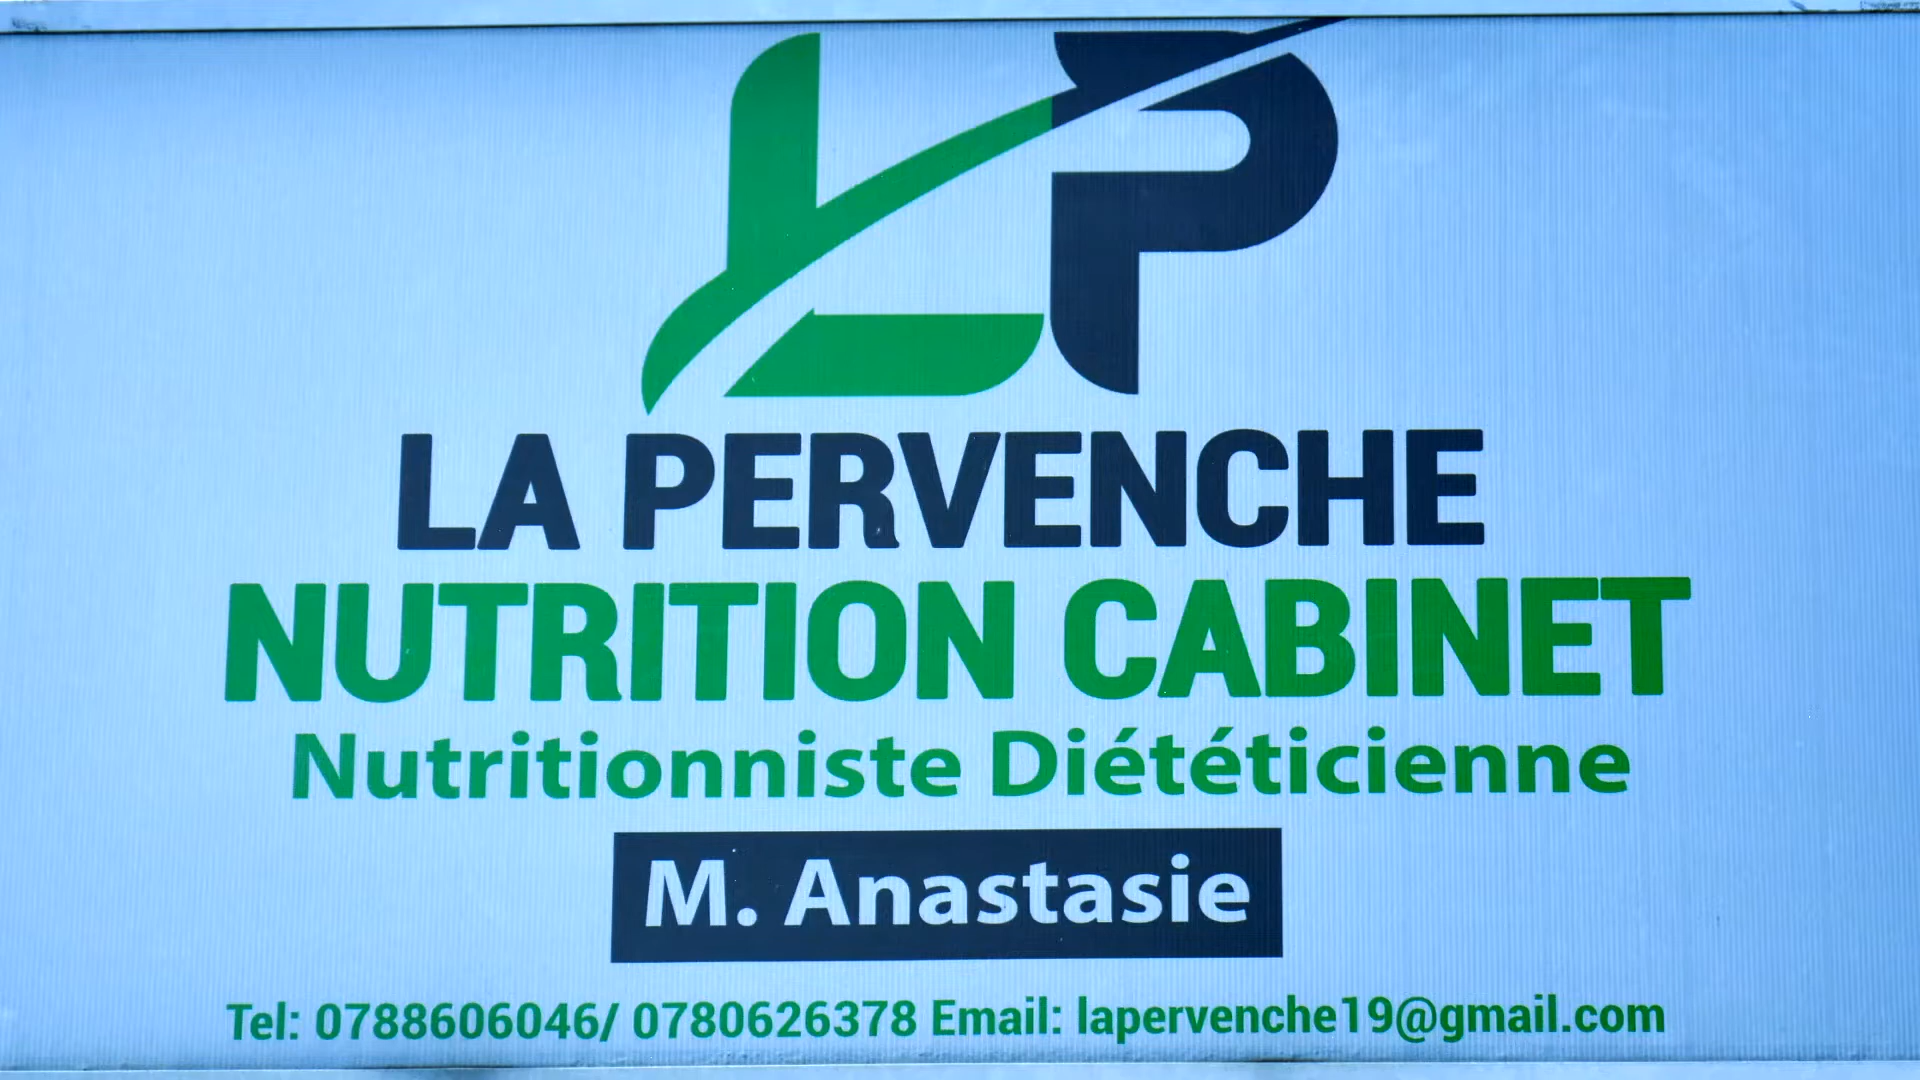 LP
LA PERVENCHE
NUTRITION CABINET
Nutritionniste Diététicienne
M. Anastasie
Tel: 0788606046/ 0780626378 Email: lapervenche19@gmail.com